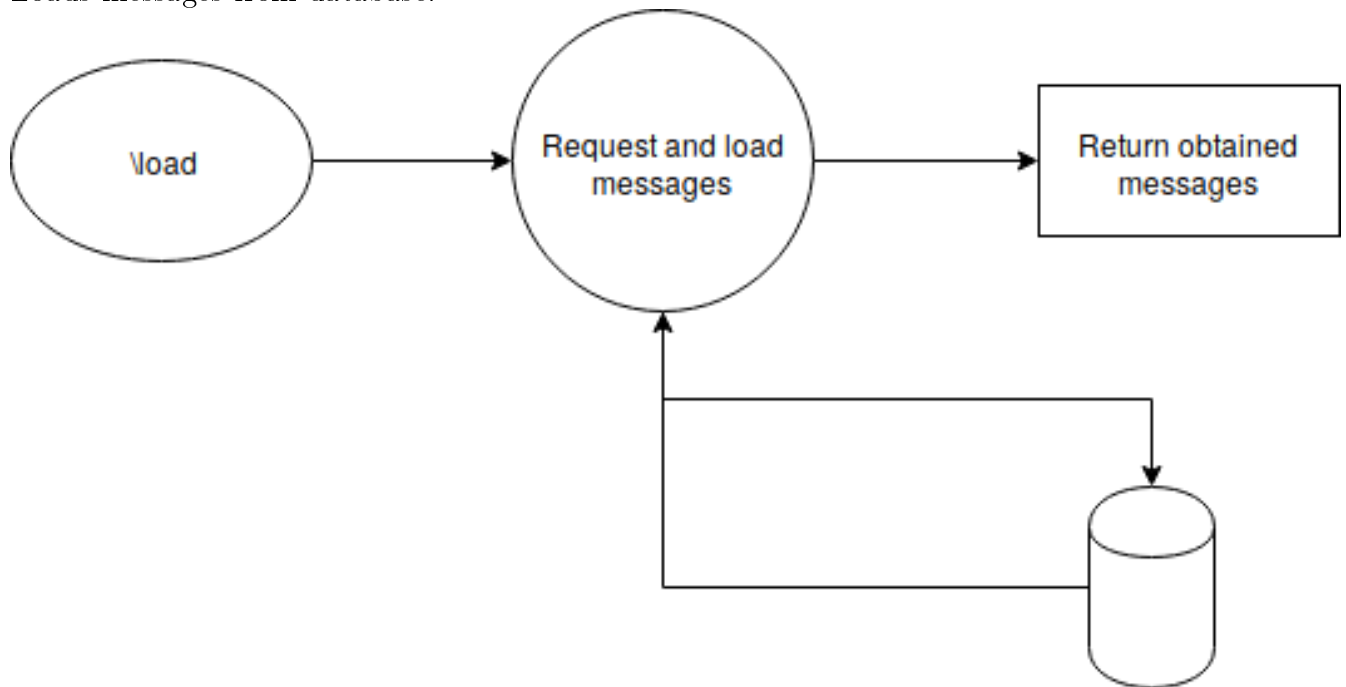 Loads messages from database.
\load
Request and load
messages
Return obtained
messages